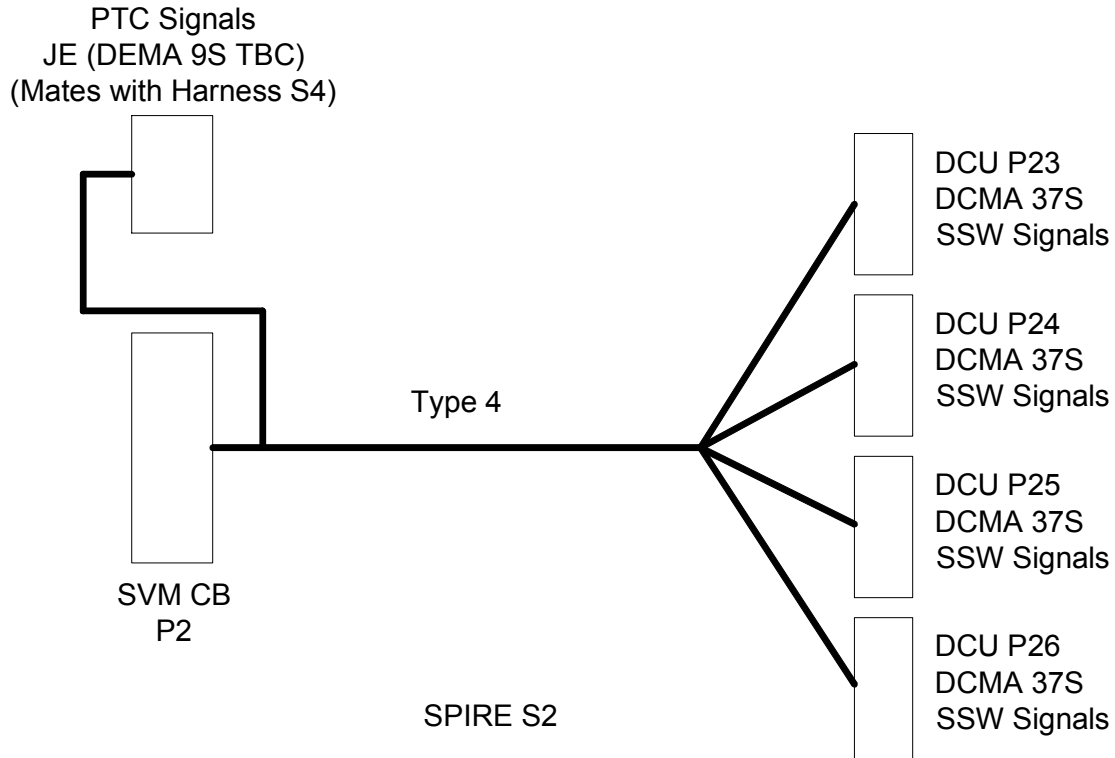 PTC Signals
JE (DEMA 9S TBC)
(Mates with Harness S4)
DCU P23
DCMA 37S
SSW Signals
DCU P24
DCMA 37S
SSW Signals
Type 4
DCU P25
DCMA 37S
SSW Signals
SVM CB
P2
DCU P26
DCMA 37S
SSW Signals
SPIRE S2